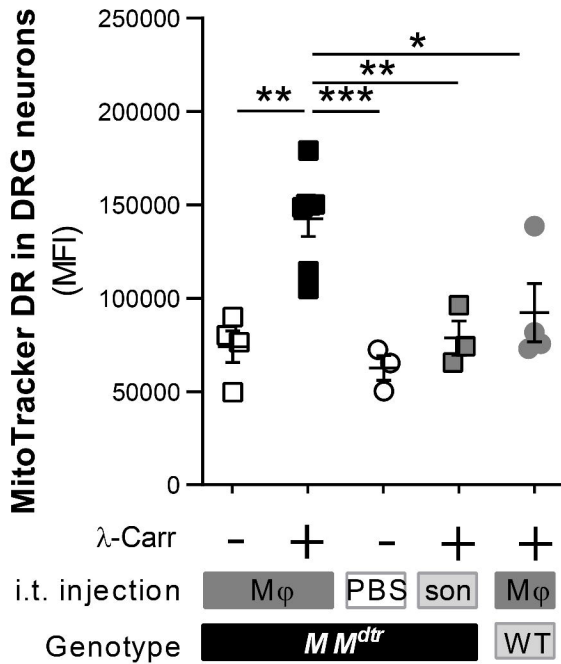 MitoTracker DR in DRG neurons
(MFI)
250000
200000
150000
100000
50000
0
*
**
** ***
λ-Carr - + - + +
i.t. injection Mφ PBS son Mφ
Genotype MM^dtr WT